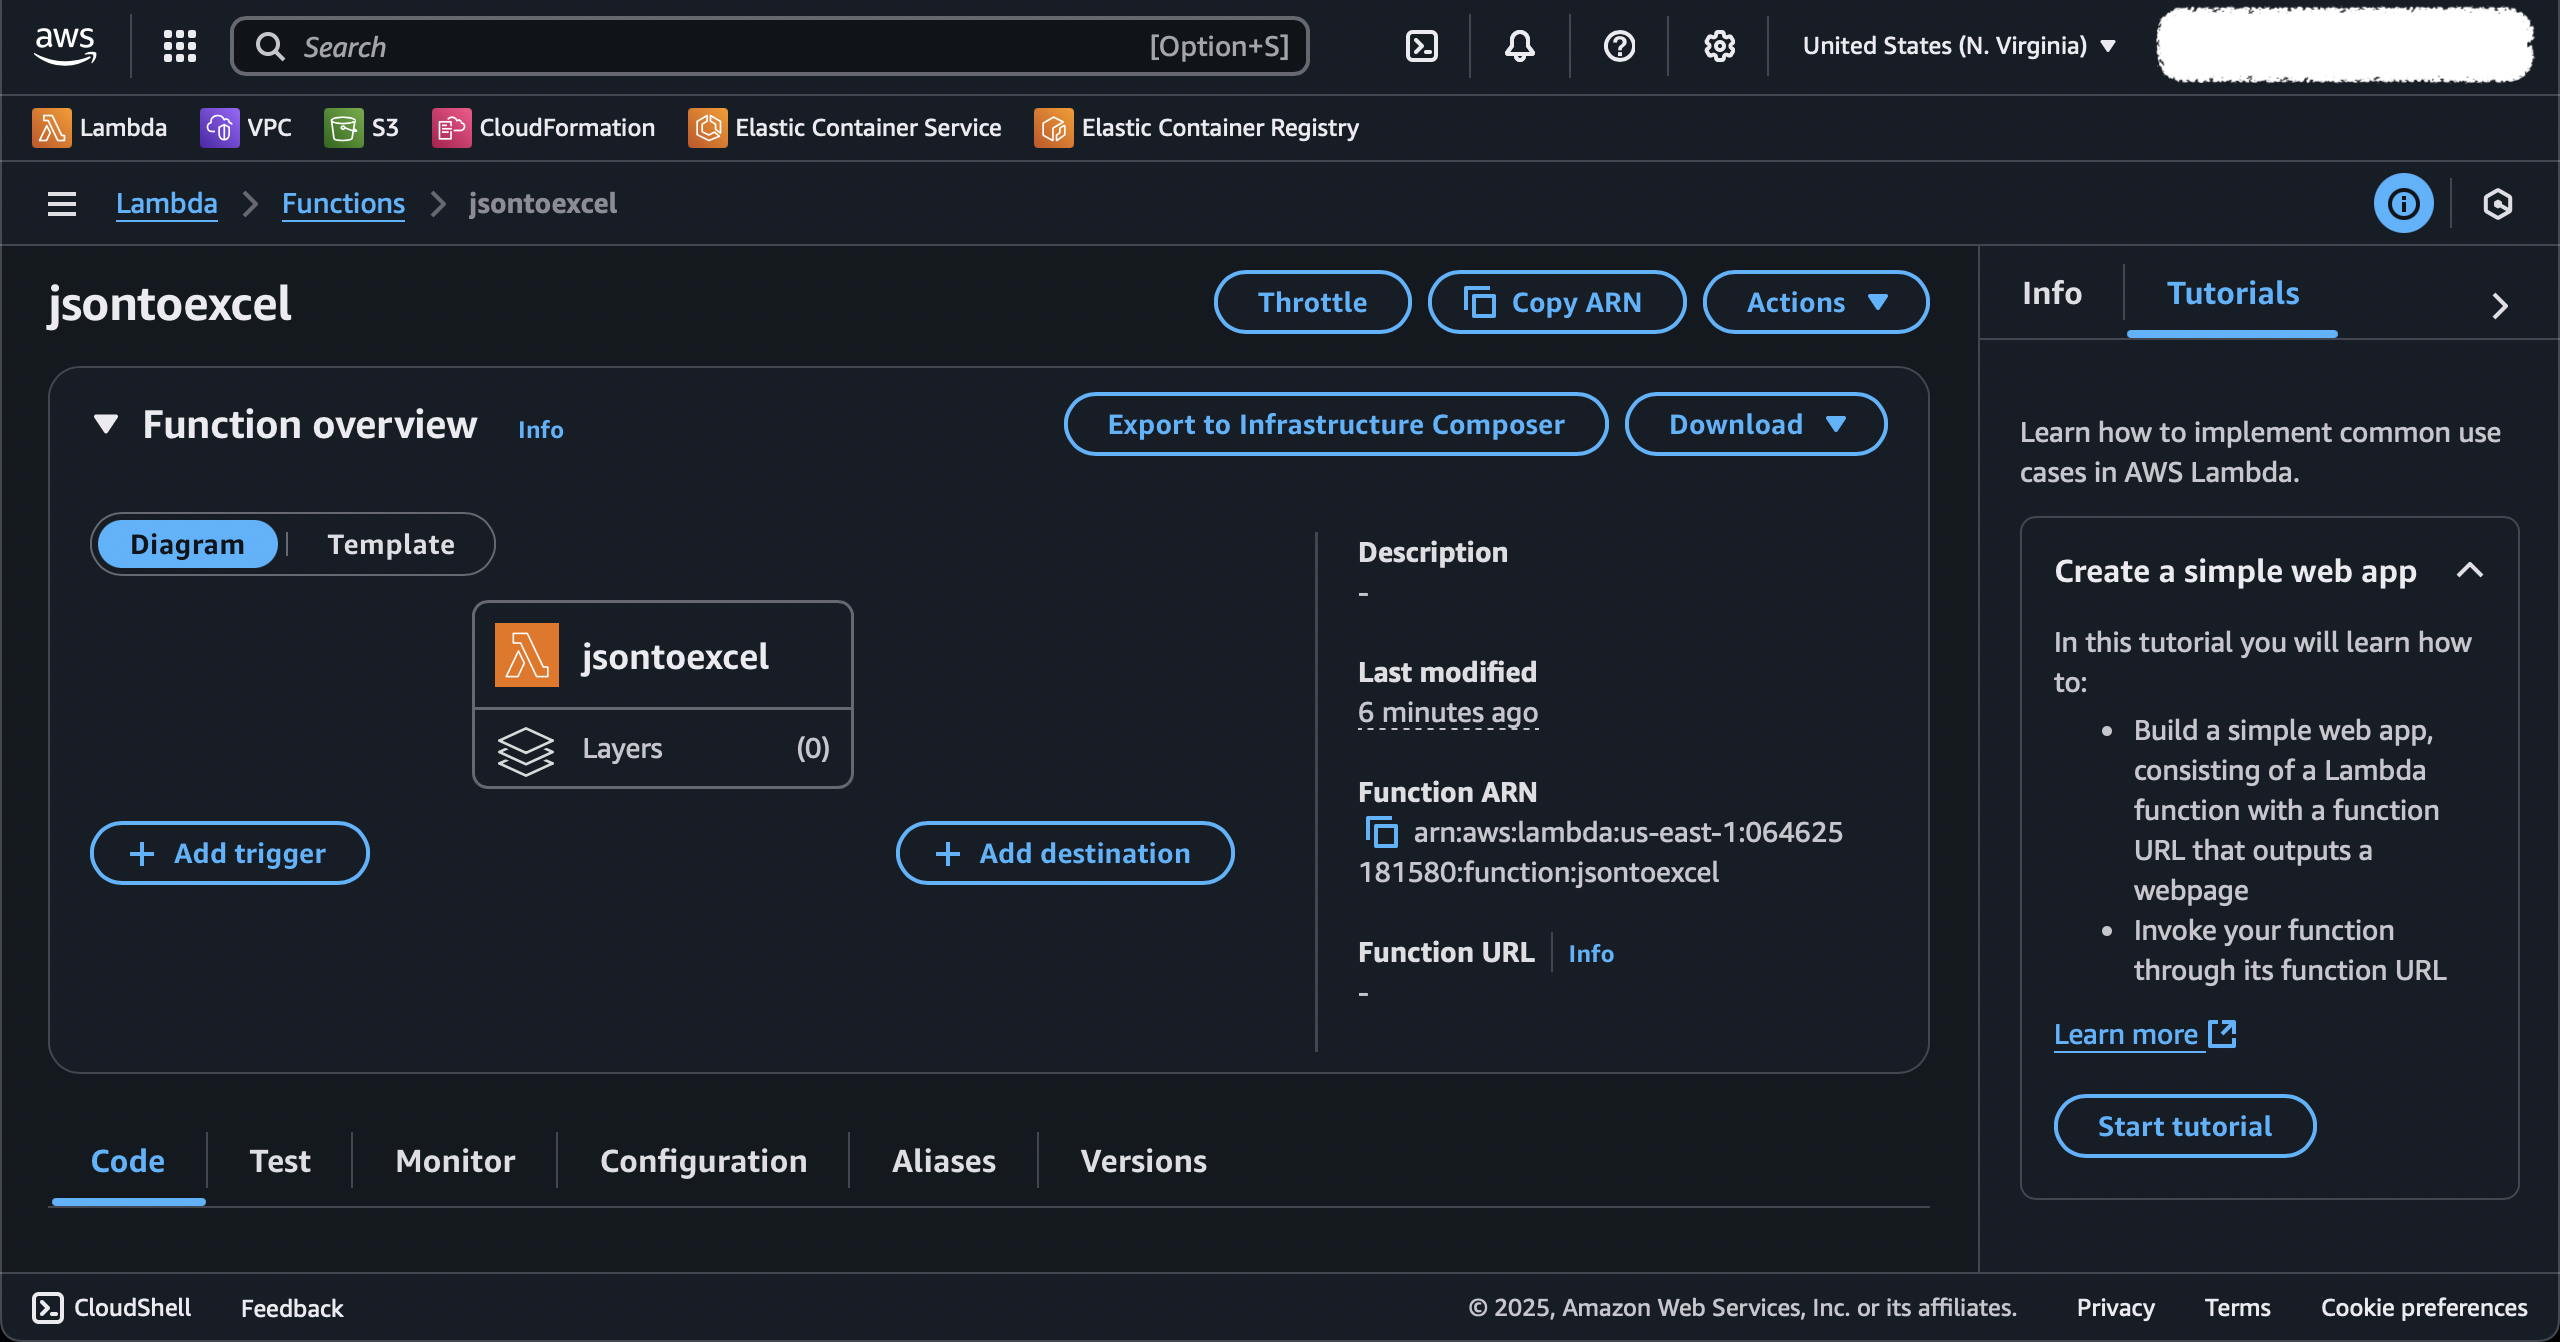 aws
Search [Option+S]
United States (N. Virginia)
Lambda VPC S3 CloudFormation Elastic Container Service Elastic Container Registry
Lambda Functions jsontoexcel
jsontoexcel
Throttle Copy ARN Actions
Function overview Info
Export to Infrastructure Composer Download
Diagram Template
jsontoexcel
Layers (0)
Add trigger
Add destination
Description
-
Last modified
6 minutes ago
Function ARN
arn:aws:lambda:us-east-1:064625
181580:function:jsontoexcel
Function URL Info
-
Code Test Monitor Configuration Aliases Versions
Info Tutorials
Learn how to implement common use
cases in AWS Lambda.
Create a simple web app
In this tutorial you will learn how
to:
• Build a simple web app,
consisting of a Lambda
function with a function
URL that outputs a
webpage
• Invoke your function
through its function URL
Learn more
Start tutorial
CloudShell Feedback © 2025, Amazon Web Services, Inc. or its affiliates. Privacy Terms Cookie preferences